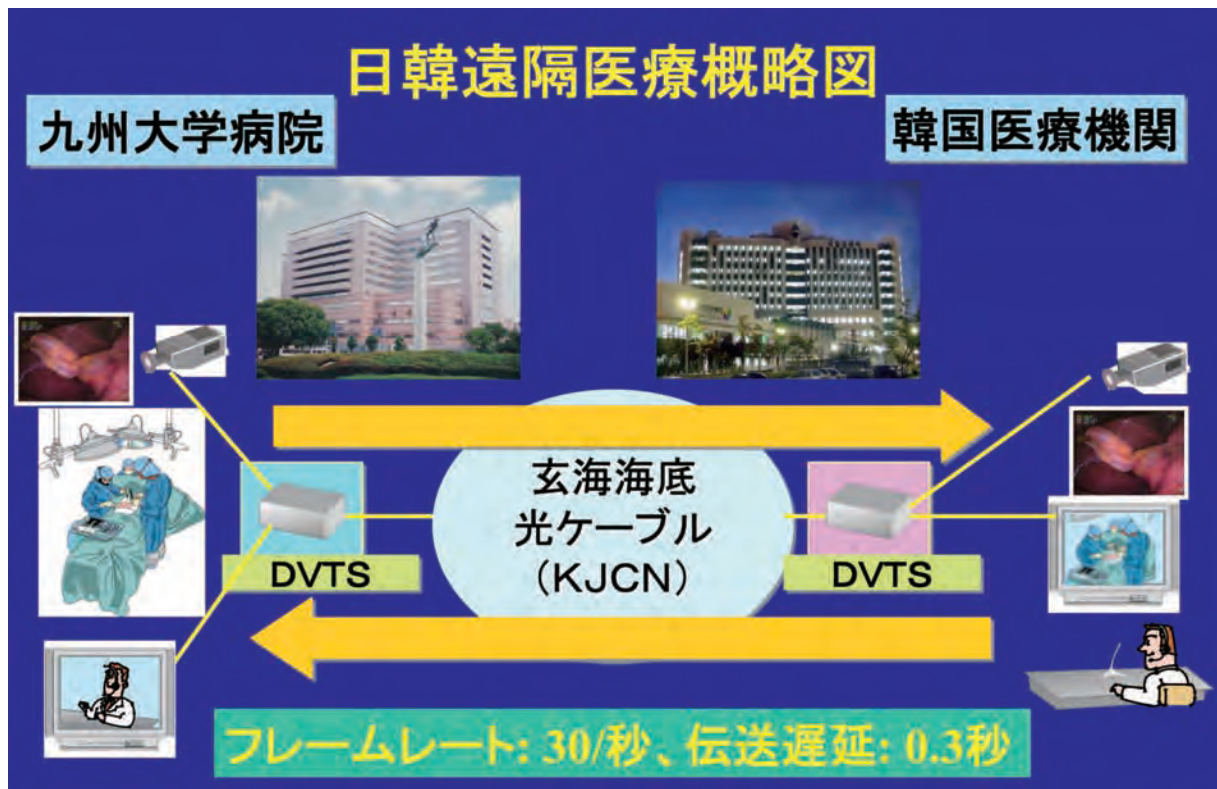 日韓遠隔医療概略図
九州大学病院
韓国医療機関
玄海海底
光ケーブル
(KJCN)
DVTS
DVTS
フレームレート: 30/秒、伝送遅延: 0.3秒